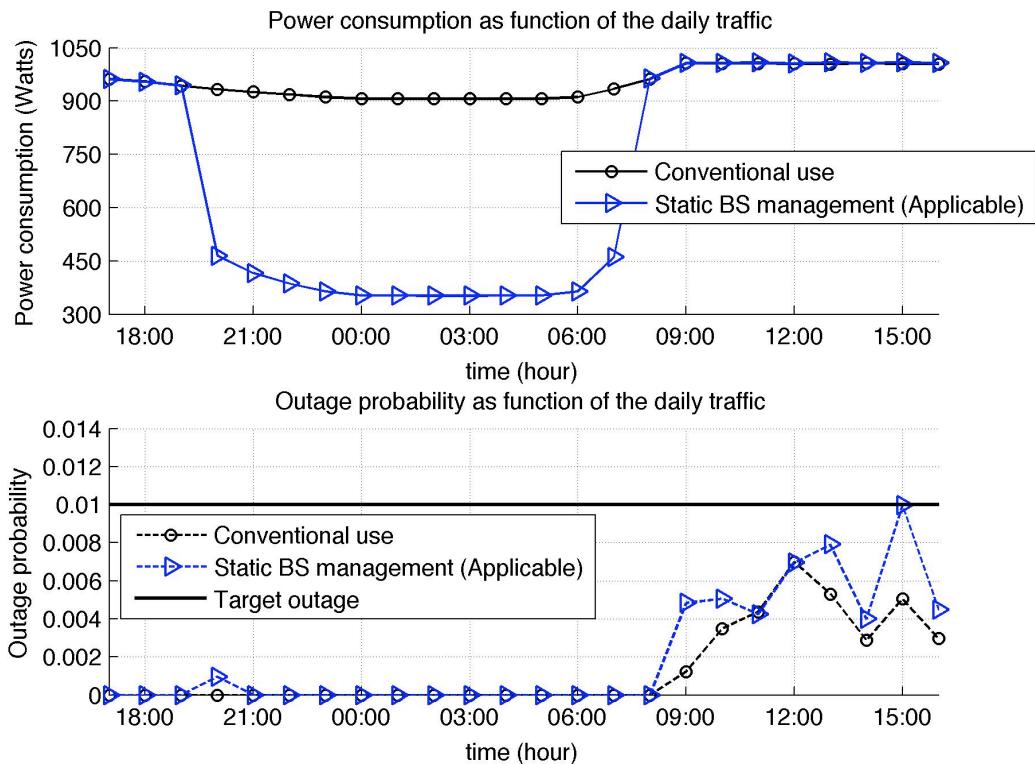 Power consumption as function of the daily traffic
Power consumption (Watts)
1050
900
750
600
450
300
Conventional use
Static BS management (Applicable)
18:00 21:00 00:00 03:00 06:00 09:00 12:00 15:00
time (hour)
Outage probability as function of the daily traffic
Outage probability
0.014
0.012
0.01
0.008
0.006
0.004
0.002
0
Conventional use
Static BS management (Applicable)
Target outage
18:00 21:00 00:00 03:00 06:00 09:00 12:00 15:00
time (hour)